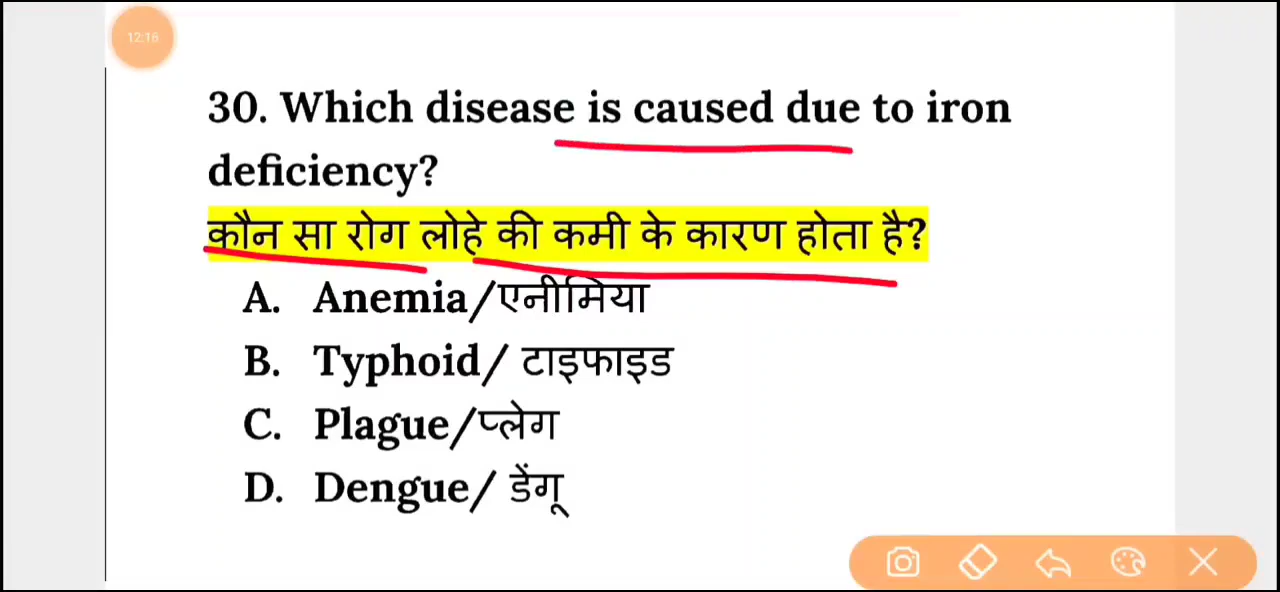 12:16
30. Which disease is caused due to iron
deficiency?
कौन सा रोग लोहे की कमी के कारण होता है?
A. Anemia/एनीमिया
B. Typhoid/ टाइफाइड
C. Plague/प्लेग
D. Dengue/ डेंगू